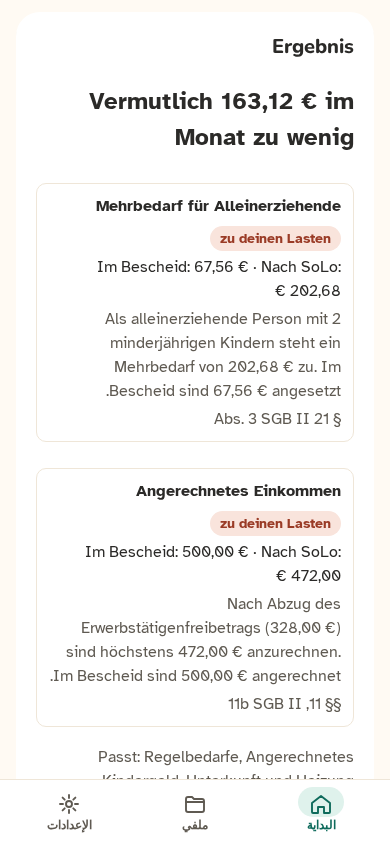 Ergebnis
Vermutlich 163,12 € im
Monat zu wenig
Mehrbedarf für Alleinerziehende
zu deinen Lasten
Im Bescheid: 67,56 € · Nach SoLo:
€ 202,68
Als alleinerziehende Person mit 2
minderjährigen Kindern steht ein
Mehrbedarf von 202,68 € zu. Im
.Bescheid sind 67,56 € angesetzt
Abs. 3 SGB II 21 §
Angerechnetes Einkommen
zu deinen Lasten
Im Bescheid: 500,00 € · Nach SoLo:
€ 472,00
Nach Abzug des
Erwerbstätigenfreibetrags (328,00 €)
sind höchstens 472,00 € anzurechnen.
.Im Bescheid sind 500,00 € angerechnet
11b SGB II ,11 §§
Passt: Regelbedarfe, Angerechnetes
Kindergeld, Unterkunft und Heizung
البداية
ملفي
الإعدادات